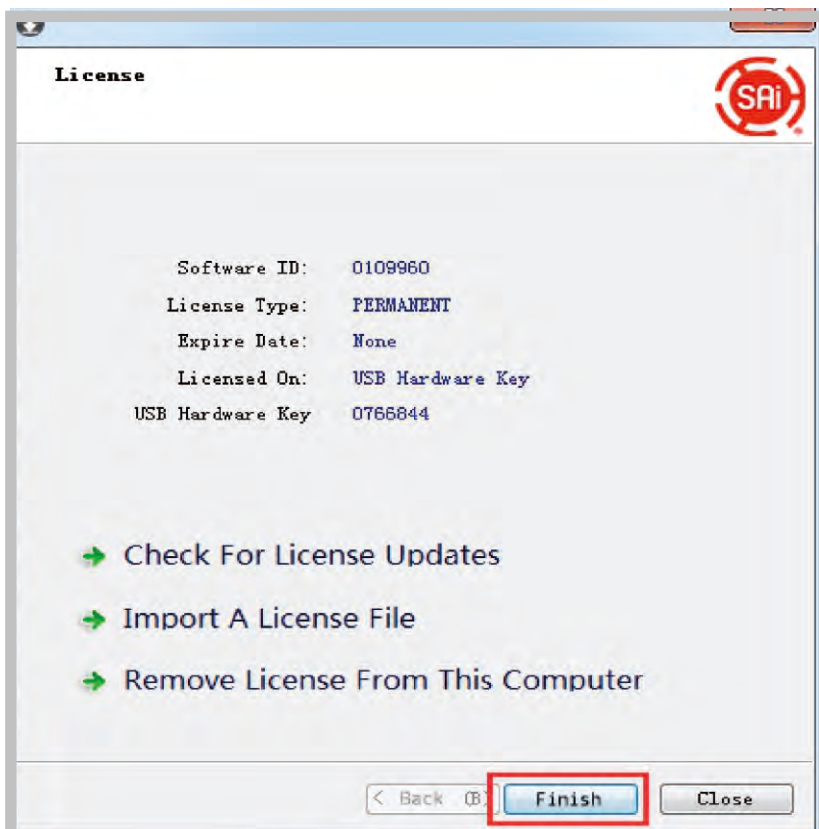 License
SAi
Software ID: 0109960
License Type: PERMANENT
Expire Date: None
Licensed On: USB Hardware Key
USB Hardware Key 0766844
Check For License Updates
Import A License File
Remove License From This Computer
< Back (B) Finish Close